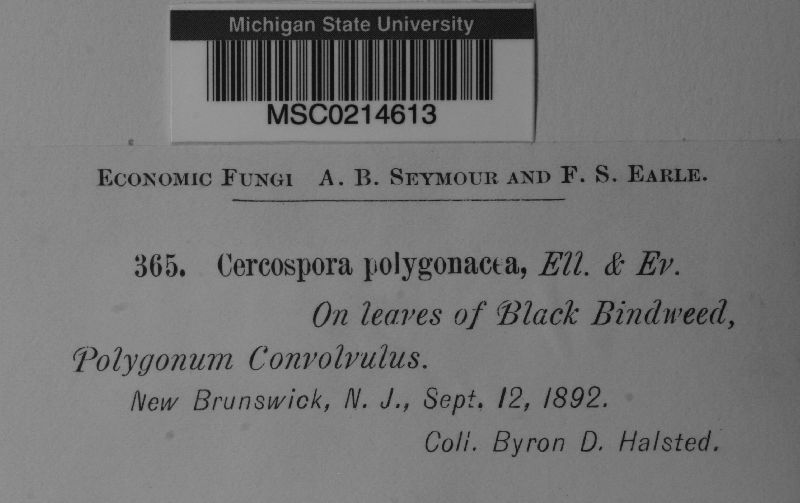 Michigan State University
MSC0214613
Economic Fungi A. B. Seymour and F. S. Earle.
365. Cercospora polygonacea, Ell. & Ev.
On leaves of Black Bindweed,
Polygonum Convolvulus.
New Brunswick, N. J., Sept. 12, 1892.
Coll. Byron D. Halsted.